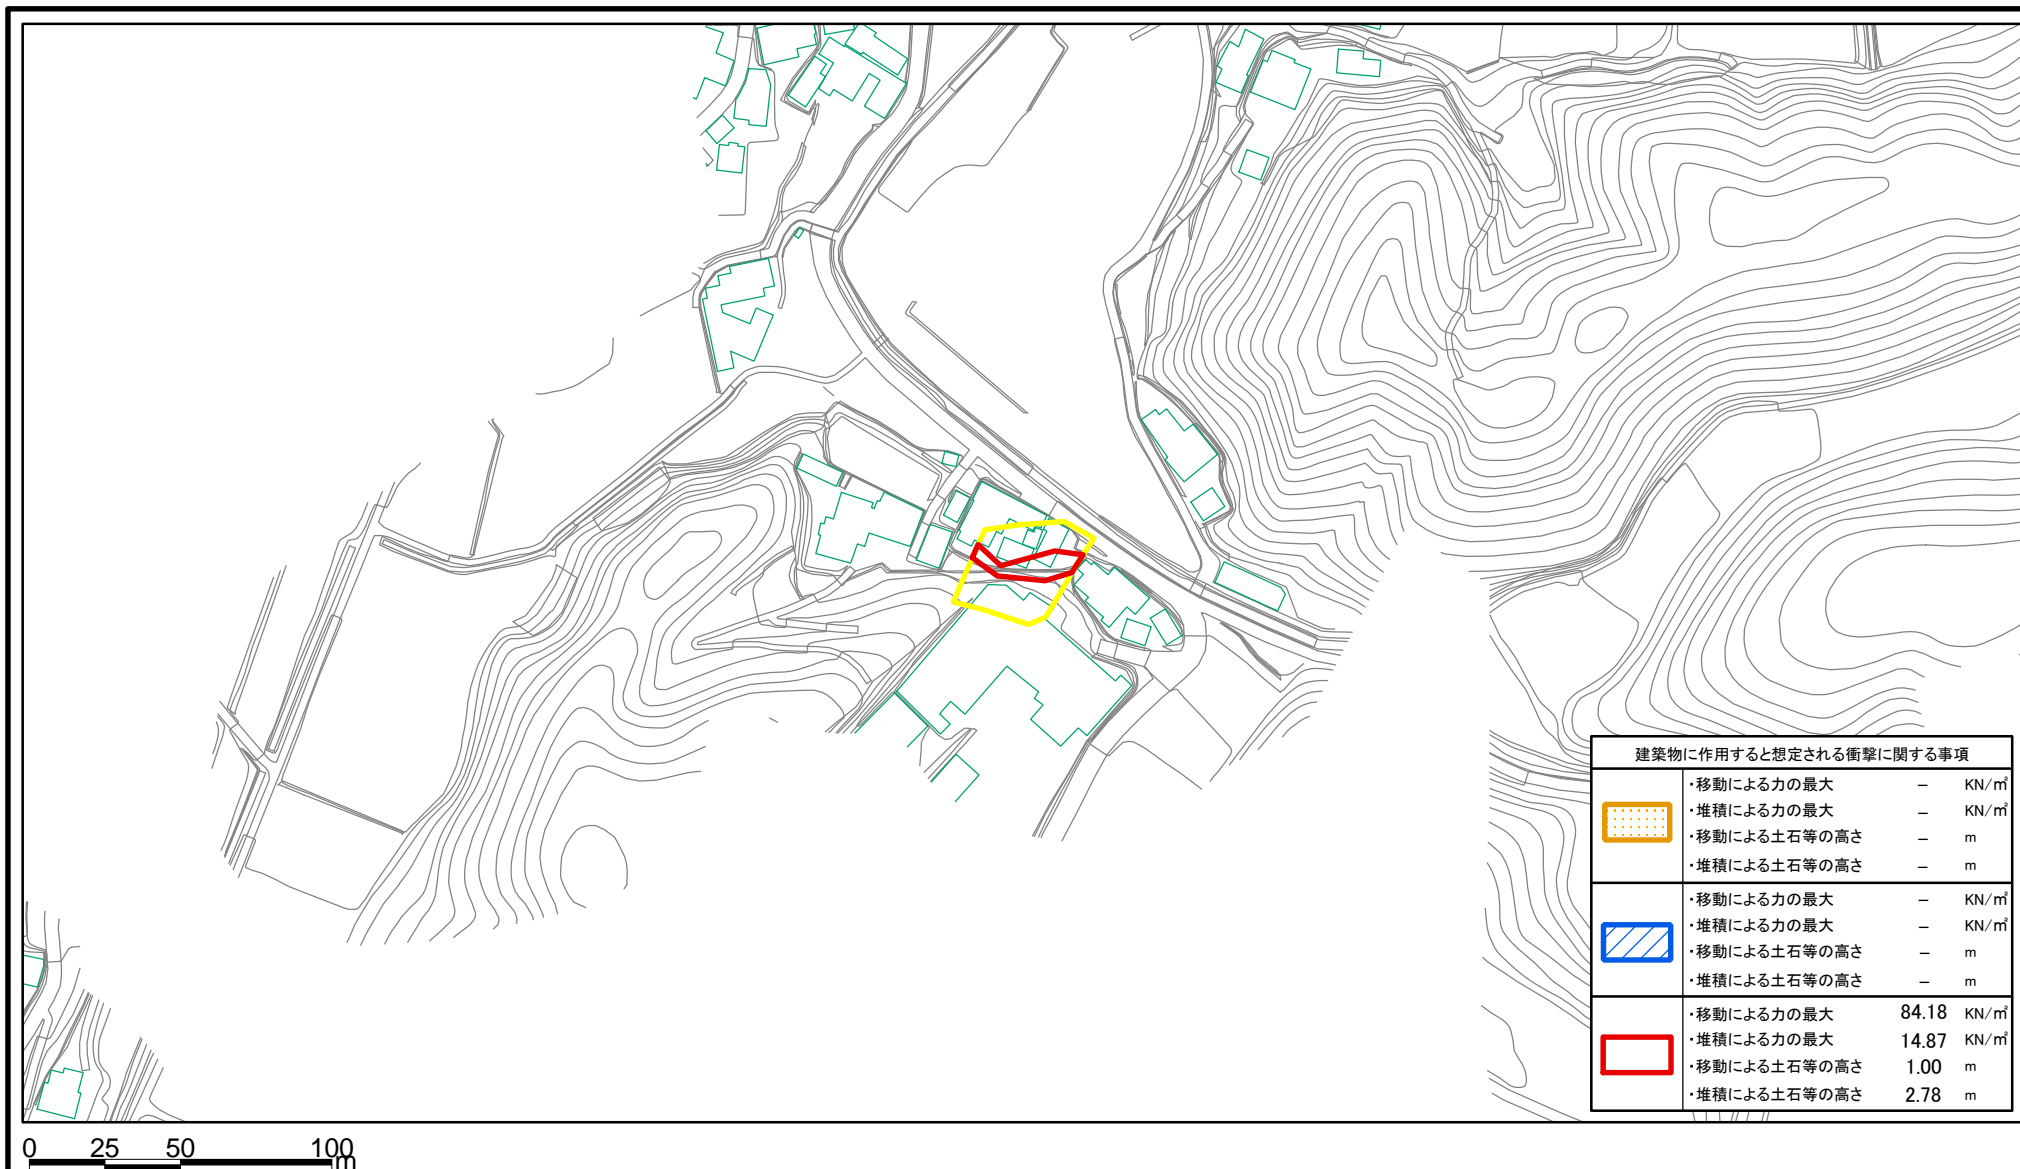 建築物に作用すると想定される衝撃に関する事項
・移動による力の最大 − KN/㎡
・堆積による力の最大 − KN/㎡
・移動による土石等の高さ − m
・堆積による土石等の高さ − m
・移動による力の最大 − KN/㎡
・堆積による力の最大 − KN/㎡
・移動による土石等の高さ − m
・堆積による土石等の高さ − m
・移動による力の最大 84.18 KN/㎡
・堆積による力の最大 14.87 KN/㎡
・移動による土石等の高さ 1.00 m
・堆積による土石等の高さ 2.78 m
0 25 50 100
m